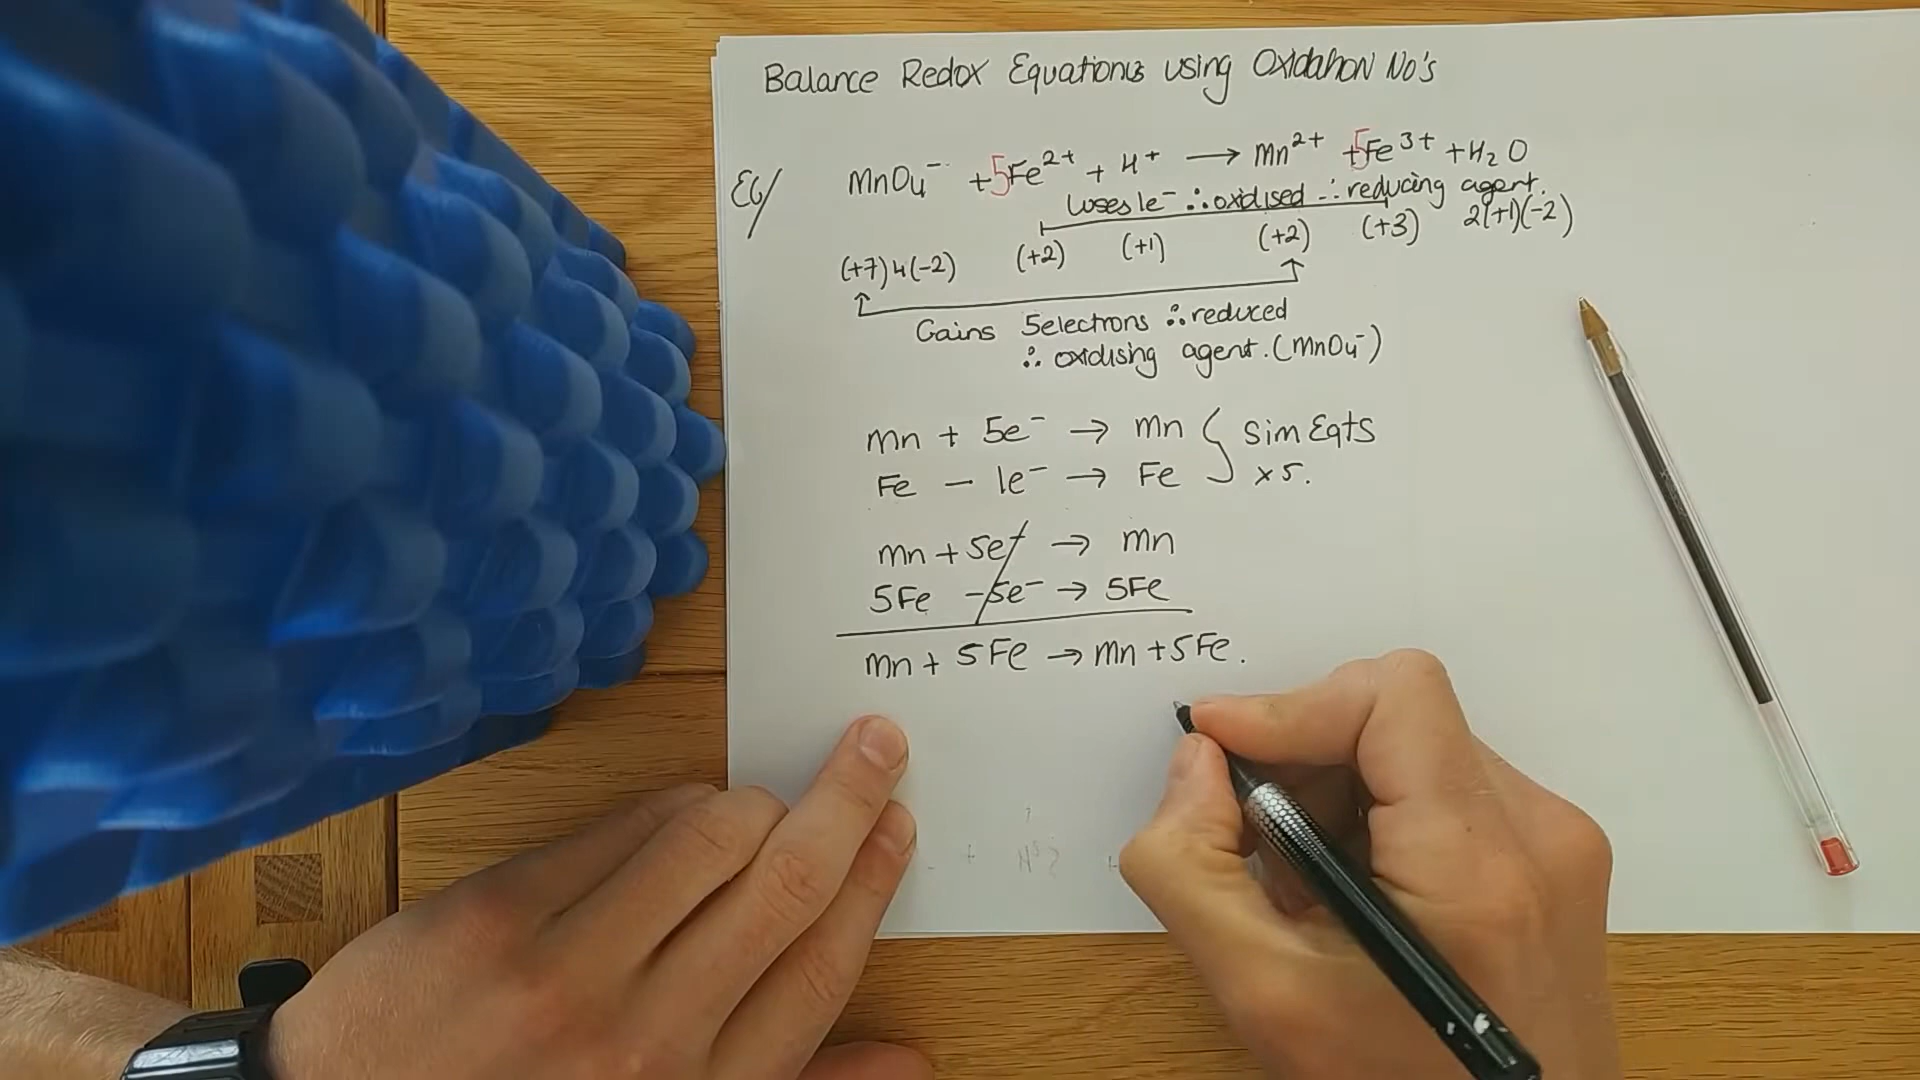 Balance Redox Equations using Oxidation No's
Eg/ MnO₄⁻ + 5Fe²⁺ + H⁺ → Mn²⁺ + 5Fe³⁺ + H₂O
Loses 1e⁻ ∴ oxidised ∴ reducing agent.
(+7)4(-2) (+2) (+1) (+2) (+3) 2(+1)(-2)
Gains 5electrons ∴ reduced
∴ oxidising agent. (MnO₄⁻)
Mn + 5e⁻ → Mn } Sim Eqts
Fe - 1e⁻ → Fe } x 5.
Mn + 5e⁻ → Mn
5Fe - 5e⁻ → 5Fe
Mn + 5Fe → Mn + 5Fe.